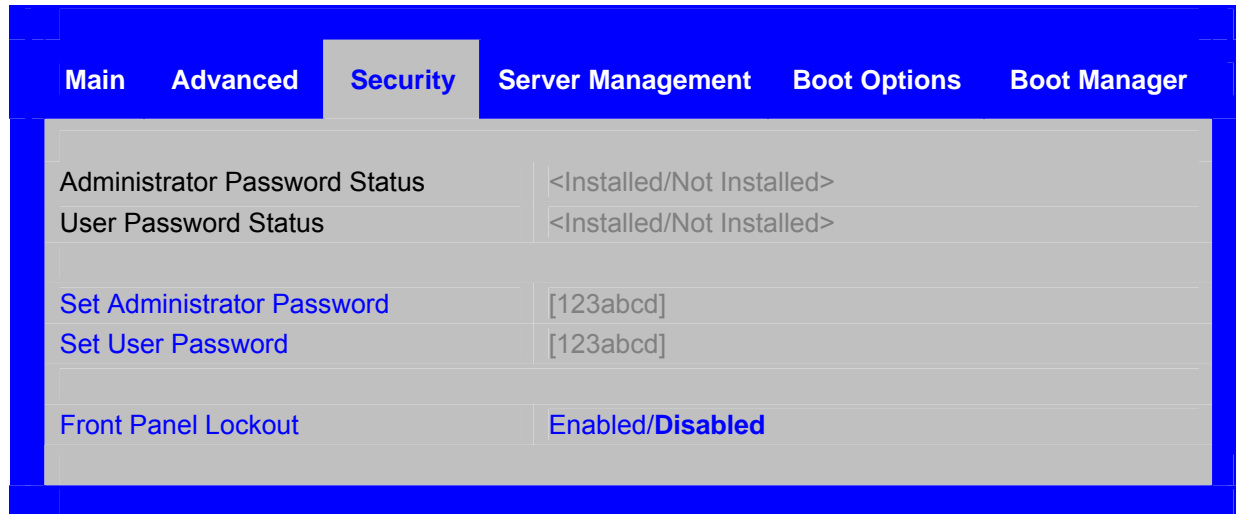 Main Advanced Security Server Management Boot Options Boot Manager
Administrator Password Status <Installed/Not Installed>
User Password Status <Installed/Not Installed>
Set Administrator Password [123abcd]
Set User Password [123abcd]
Front Panel Lockout Enabled/Disabled